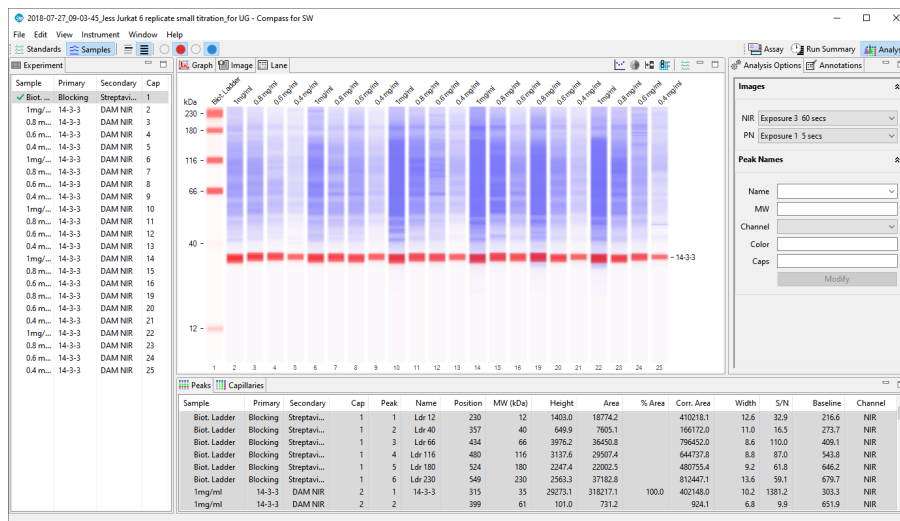 2018-07-27_09-03-45_Jess Jurkat 6 replicate small titration_for UG - Compass for SW
File Edit View Instrument Window Help
Standards Samples Assay Run Summary Analys
Experiment
Sample Primary Secondary Cap
Biot. ... Blocking Streptavi... 1
1mg/... 14-3-3 DAM NIR 2
0.8 m... 14-3-3 DAM NIR 3
0.6 m... 14-3-3 DAM NIR 4
0.4 m... 14-3-3 DAM NIR 5
1mg/... 14-3-3 DAM NIR 6
0.8 m... 14-3-3 DAM NIR 7
0.6 m... 14-3-3 DAM NIR 8
0.4 m... 14-3-3 DAM NIR 9
1mg/... 14-3-3 DAM NIR 10
0.8 m... 14-3-3 DAM NIR 11
0.6 m... 14-3-3 DAM NIR 12
0.4 m... 14-3-3 DAM NIR 13
1mg/... 14-3-3 DAM NIR 14
0.8 m... 14-3-3 DAM NIR 15
0.6 m... 14-3-3 DAM NIR 16
0.8 m... 14-3-3 DAM NIR 19
0.6 m... 14-3-3 DAM NIR 20
0.4 m... 14-3-3 DAM NIR 21
1mg/... 14-3-3 DAM NIR 22
0.8 m... 14-3-3 DAM NIR 23
0.6 m... 14-3-3 DAM NIR 24
0.4 m... 14-3-3 DAM NIR 25
Graph Image Lane
kDa Biot. Ladder 1mg/ml 0.8 mg/ml 0.6 mg/ml 0.4 mg/ml 1mg/ml 0.8 mg/ml 0.6 mg/ml 0.4 mg/ml 1mg/ml 0.8 mg/ml 0.6 mg/ml 0.4 mg/ml 1mg/ml 0.8 mg/ml 0.6 mg/ml 0.8 mg/ml 0.6 mg/ml 0.4 mg/ml 1mg/ml 0.8 mg/ml 0.6 mg/ml 0.4 mg/ml
230
180
116
66
40
14-3-3
12
1 2 3 4 5 6 7 8 9 10 11 12 13 14 15 16 19 20 21 22 23 24 25
Analysis Options Annotations
Images
NIR Exposure 3 60 secs
PN Exposure 1 5 secs
Peak Names
Name
MW
Channel
Color
Caps
Modify
Peaks Capillaries
Sample Primary Secondary Cap Peak Name Position MW (kDa) Height Area % Area Corr. Area Width S/N Baseline Channel
Biot. Ladder Blocking Streptavi... 1 1 Ldr 12 230 12 1403.0 18774.2 410218.1 12.6 32.9 216.6 NIR
Biot. Ladder Blocking Streptavi... 1 2 Ldr 40 357 40 649.9 7605.1 166172.0 11.0 16.5 273.7 NIR
Biot. Ladder Blocking Streptavi... 1 3 Ldr 66 434 66 3976.2 36450.8 796452.0 8.6 110.0 409.1 NIR
Biot. Ladder Blocking Streptavi... 1 4 Ldr 116 480 116 3137.6 29507.4 644737.8 8.8 87.0 543.8 NIR
Biot. Ladder Blocking Streptavi... 1 5 Ldr 180 524 180 2247.4 22002.5 480755.4 9.2 61.8 646.2 NIR
Biot. Ladder Blocking Streptavi... 1 6 Ldr 230 549 230 2563.3 37182.8 812447.1 13.6 59.1 679.7 NIR
1mg/ml 14-3-3 DAM NIR 2 1 14-3-3 315 35 29273.1 318217.1 100.0 402148.0 10.2 1381.2 303.3 NIR
1mg/ml 14-3-3 DAM NIR 2 2 399 61 101.0 731.2 924.1 6.8 9.9 651.9 NIR